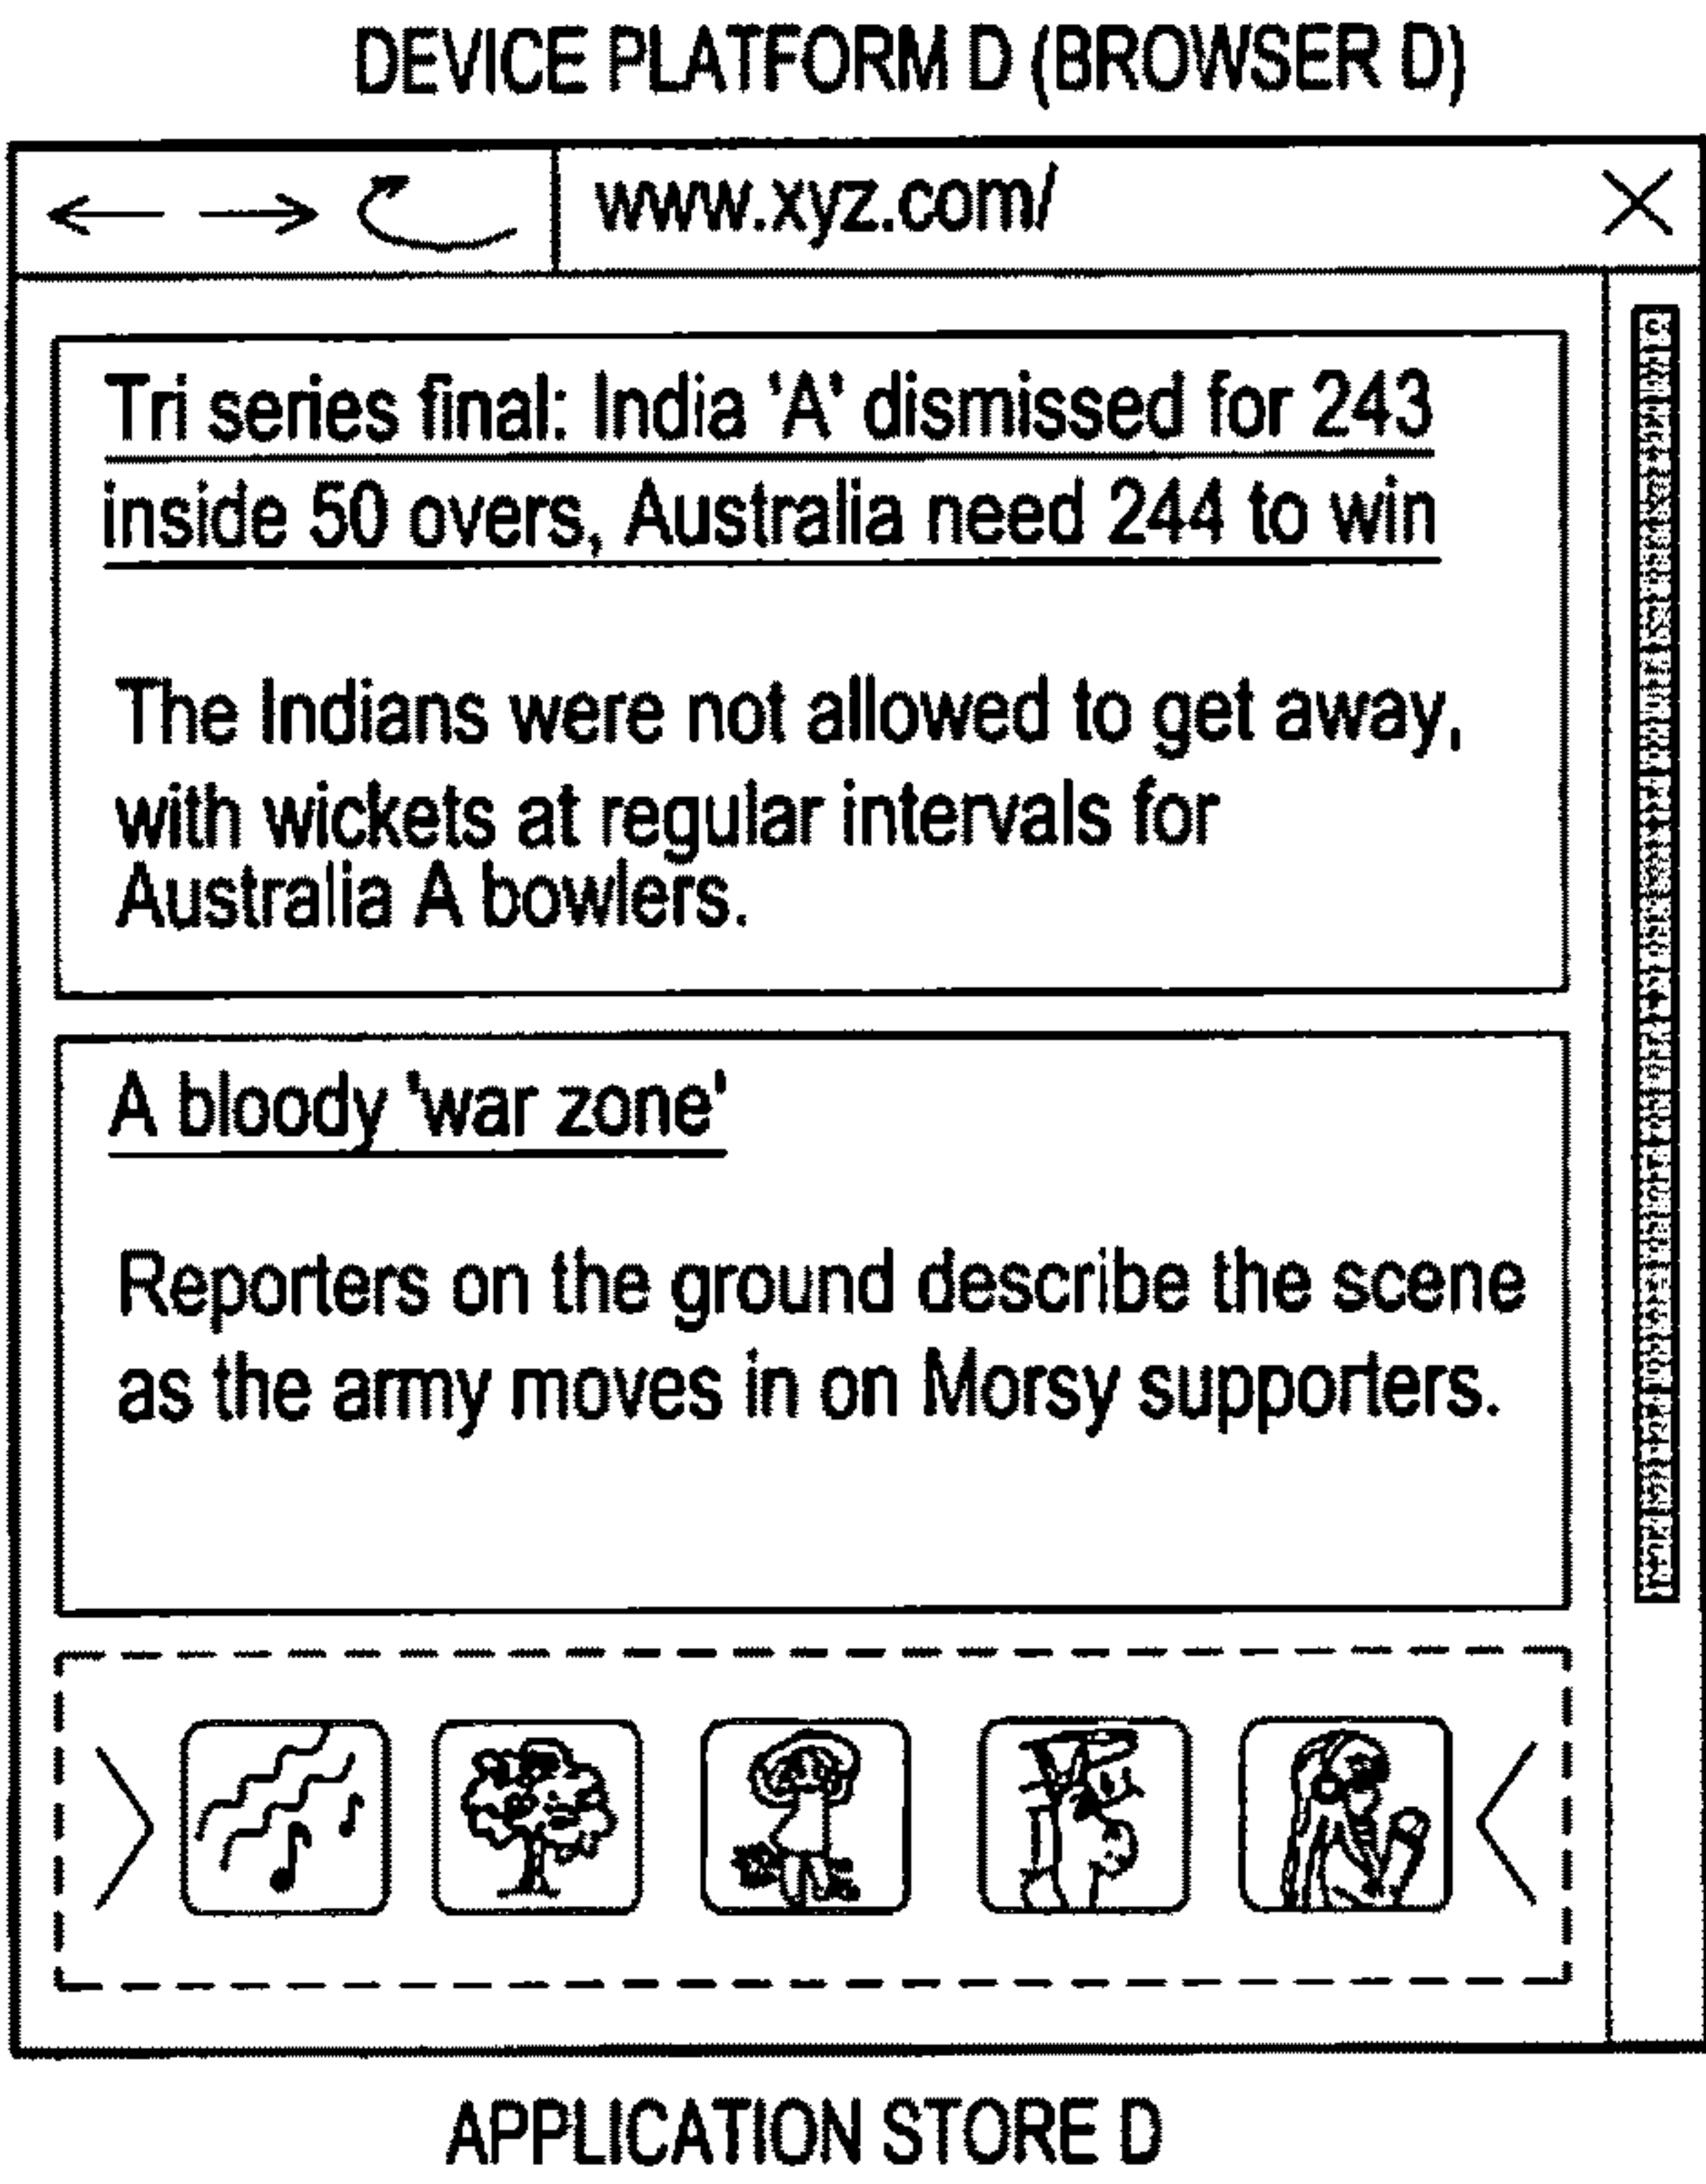 DEVICE PLATFORM D (BROWSER D)
www.xyz.com/
Tri series final: India 'A' dismissed for 243
inside 50 overs, Australia need 244 to win
The Indians were not allowed to get away,
with wickets at regular intervals for
Australia A bowlers.
A bloody 'war zone'
Reporters on the ground describe the scene
as the army moves in on Morsy supporters.
APPLICATION STORE D